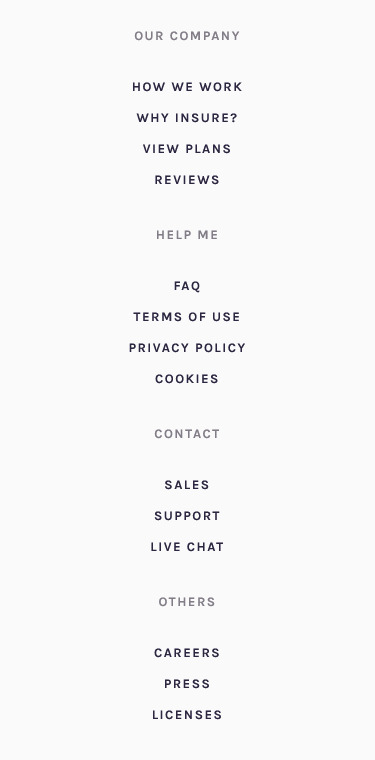 OUR COMPANY
HOW WE WORK
WHY INSURE?
VIEW PLANS
REVIEWS
HELP ME
FAQ
TERMS OF USE
PRIVACY POLICY
COOKIES
CONTACT
SALES
SUPPORT
LIVE CHAT
OTHERS
CAREERS
PRESS
LICENSES